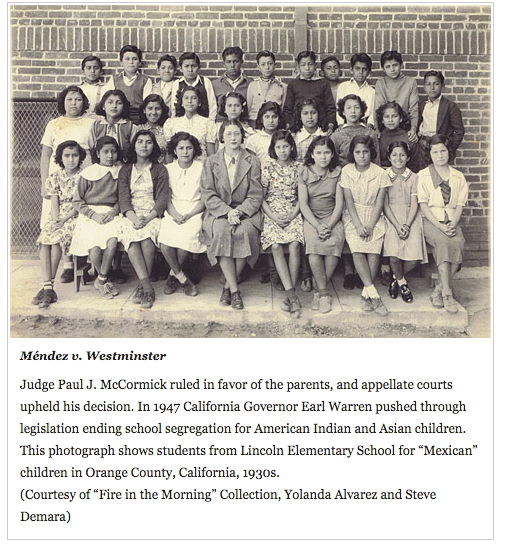 Méndez v. Westminster
Judge Paul J. McCormick ruled in favor of the parents, and appellate courts
upheld his decision. In 1947 California Governor Earl Warren pushed through
legislation ending school segregation for American Indian and Asian children.
This photograph shows students from Lincoln Elementary School for “Mexican”
children in Orange County, California, 1930s.
(Courtesy of “Fire in the Morning” Collection, Yolanda Alvarez and Steve
Demara)